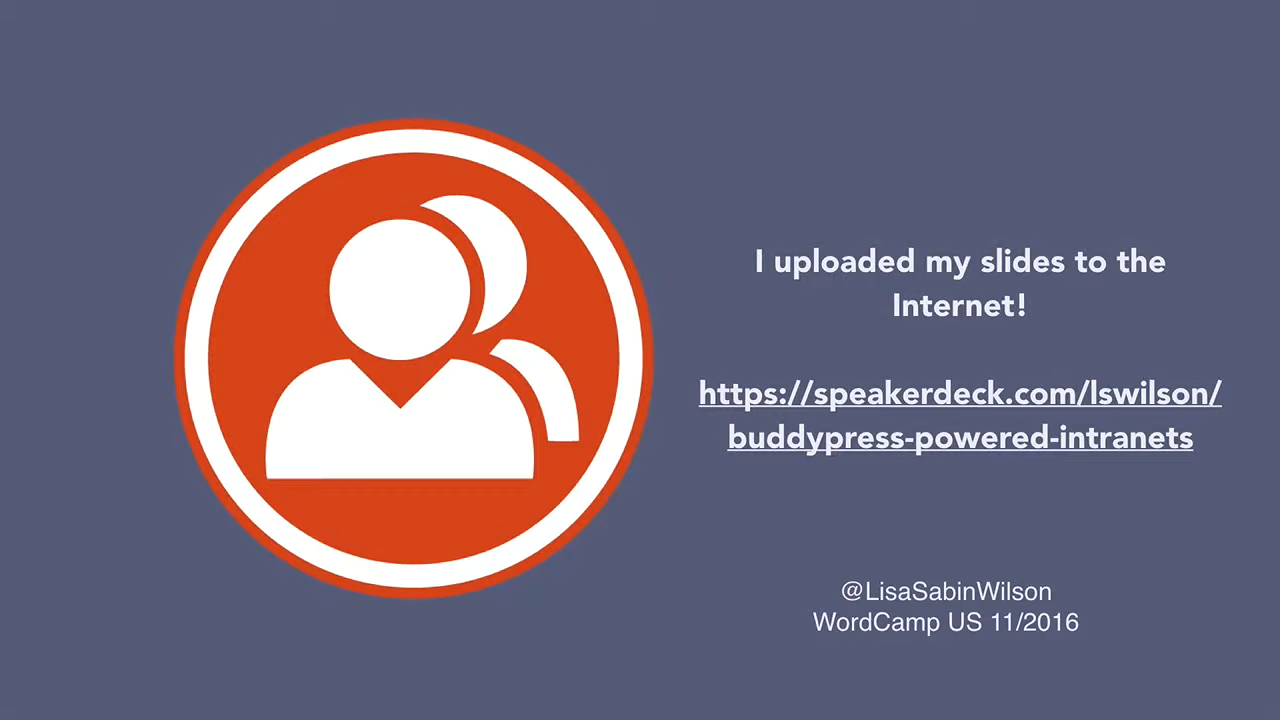 I uploaded my slides to the
Internet!
https://speakerdeck.com/lswilson/
buddypress-powered-intranets
@LisaSabinWilson
WordCamp US 11/2016